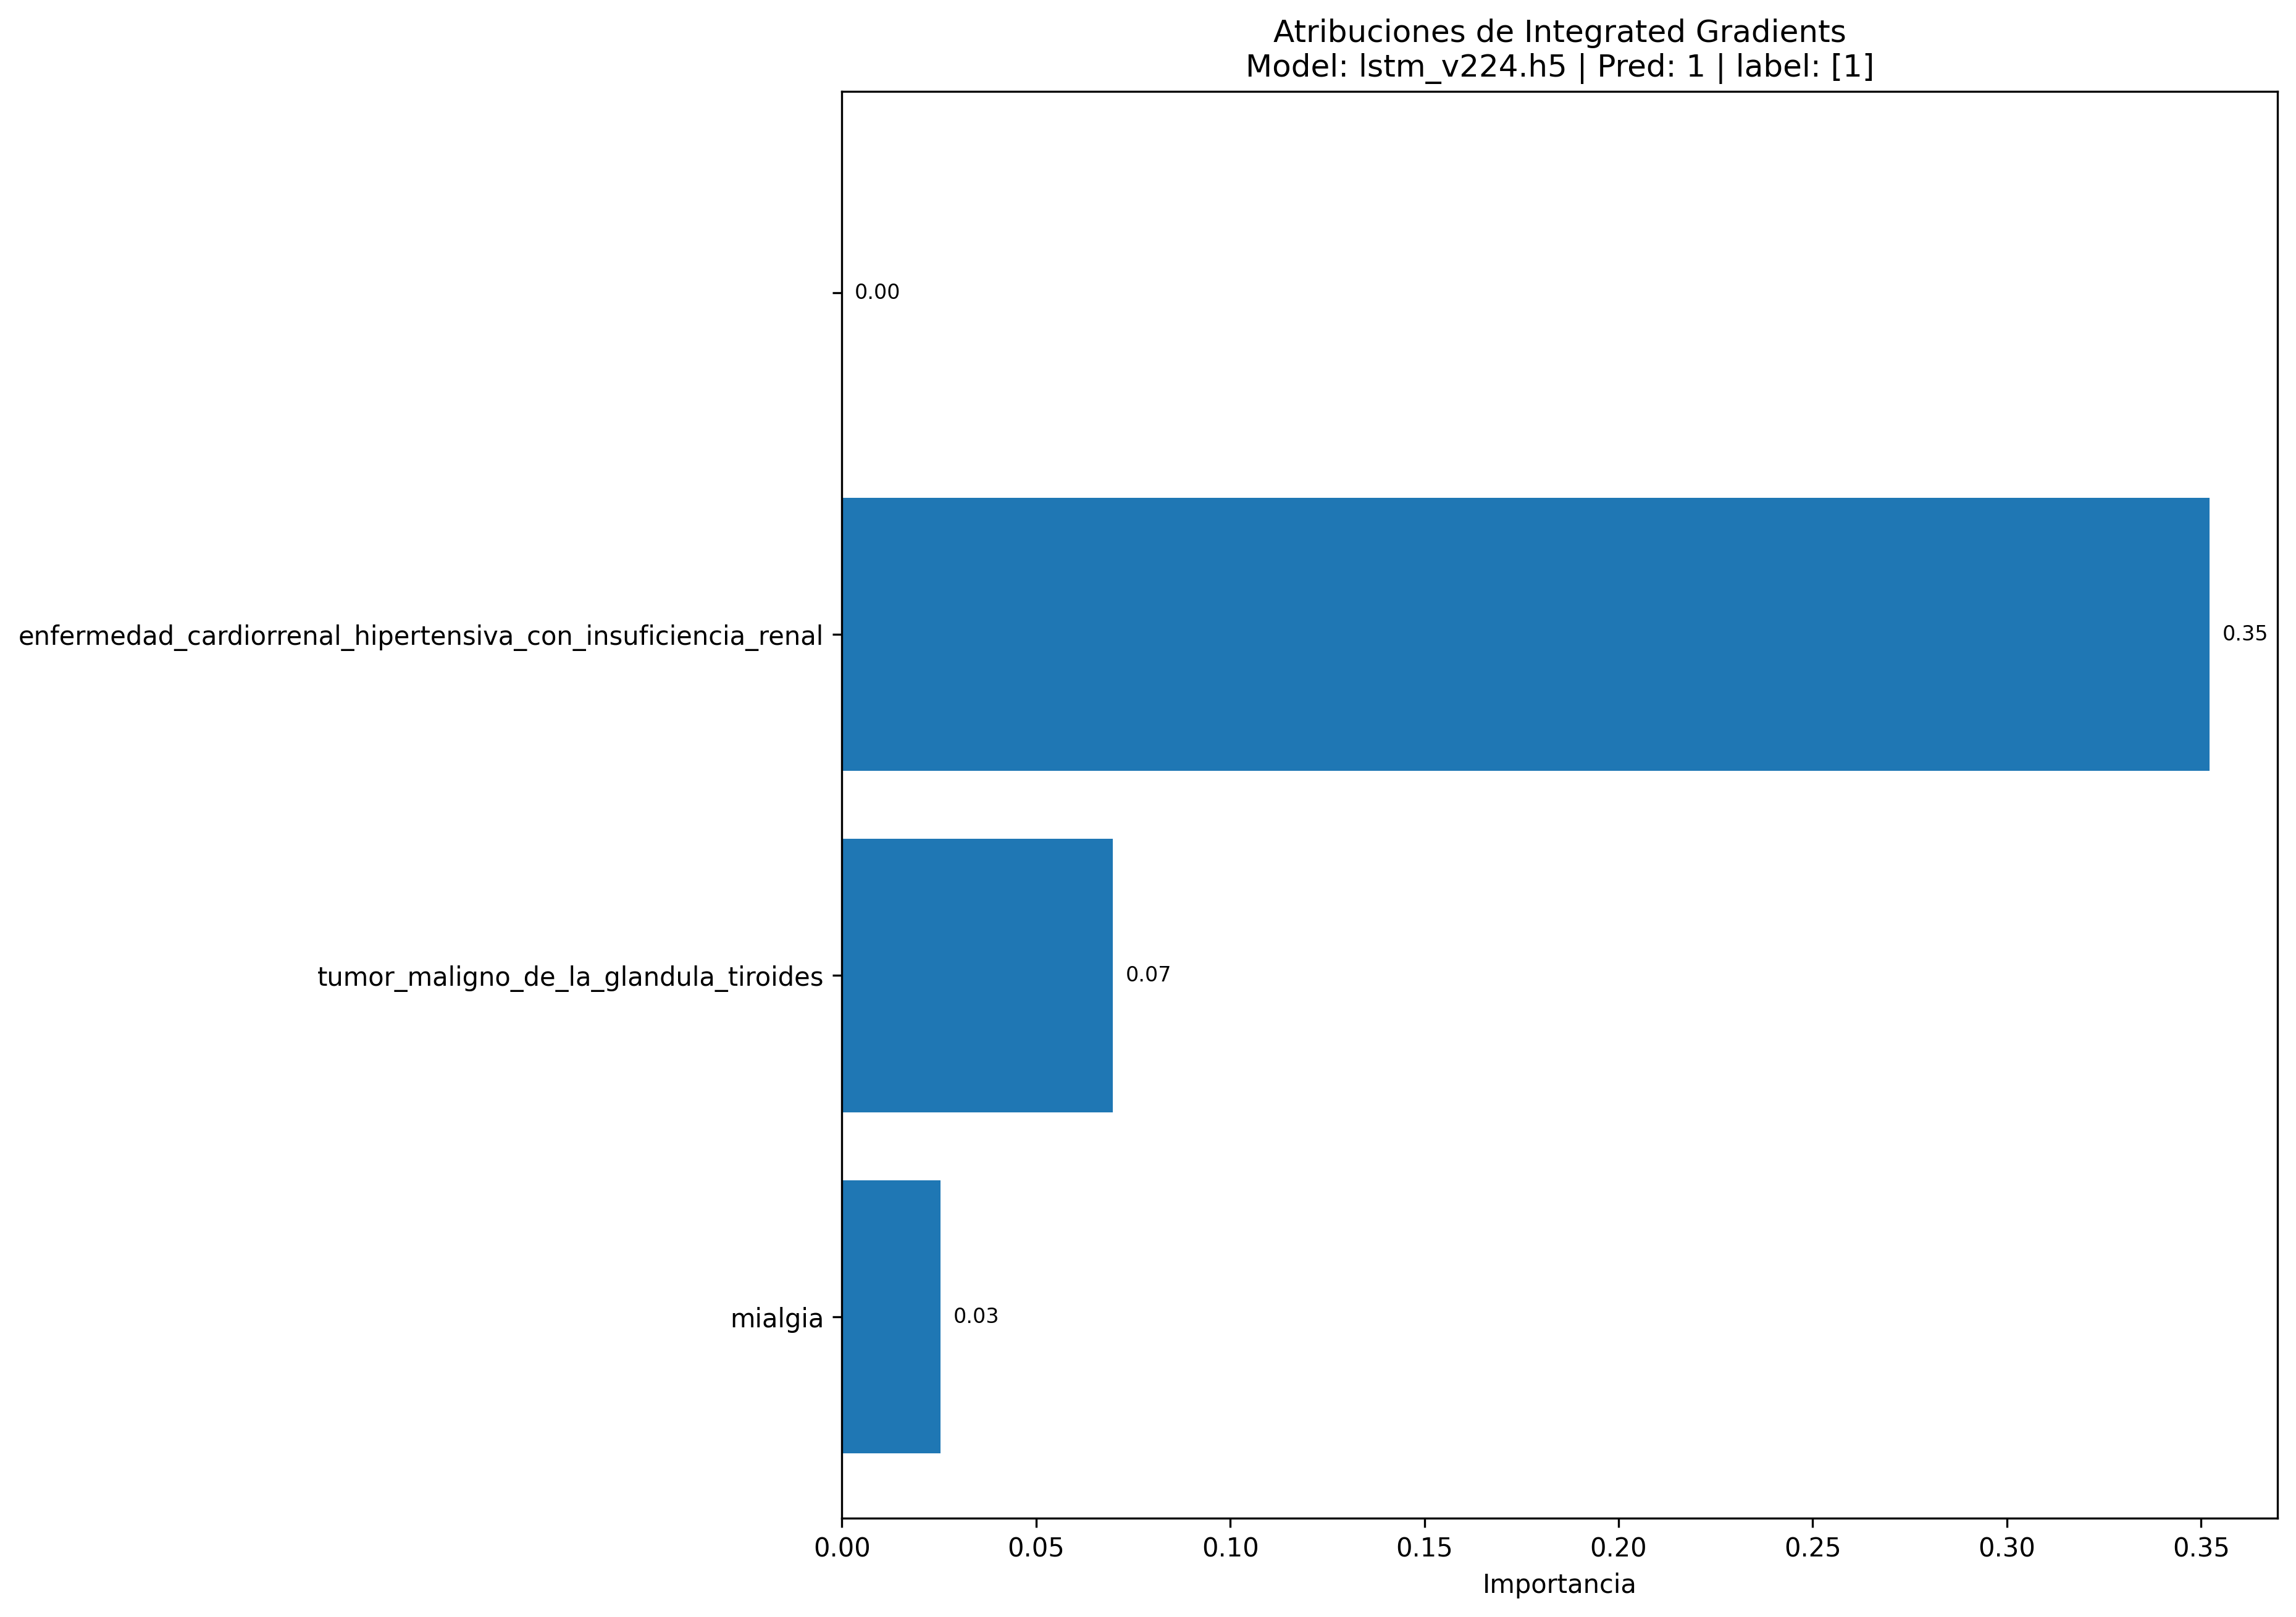 Atribuciones de Integrated Gradients
Model: lstm_v224.h5 | Pred: 1 | label: [1]
0.00
enfermedad_cardiorrenal_hipertensiva_con_insuficiencia_renal
0.35
tumor_maligno_de_la_glandula_tiroides
0.07
mialgia
0.03
0.00 0.05 0.10 0.15 0.20 0.25 0.30 0.35
Importancia